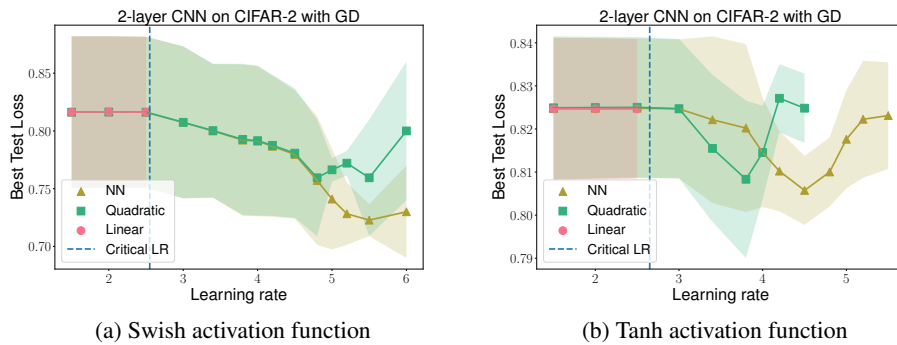 2-layer CNN on CIFAR-2 with GD
Best Test Loss
0.85
0.80
0.75
0.70
NN
Quadratic
Linear
Critical LR
2 3 4 5 6
Learning rate
(a) Swish activation function
2-layer CNN on CIFAR-2 with GD
Best Test Loss
0.84
0.83
0.82
0.81
0.80
0.79
NN
Quadratic
Linear
Critical LR
2 3 4 5
Learning rate
(b) Tanh activation function